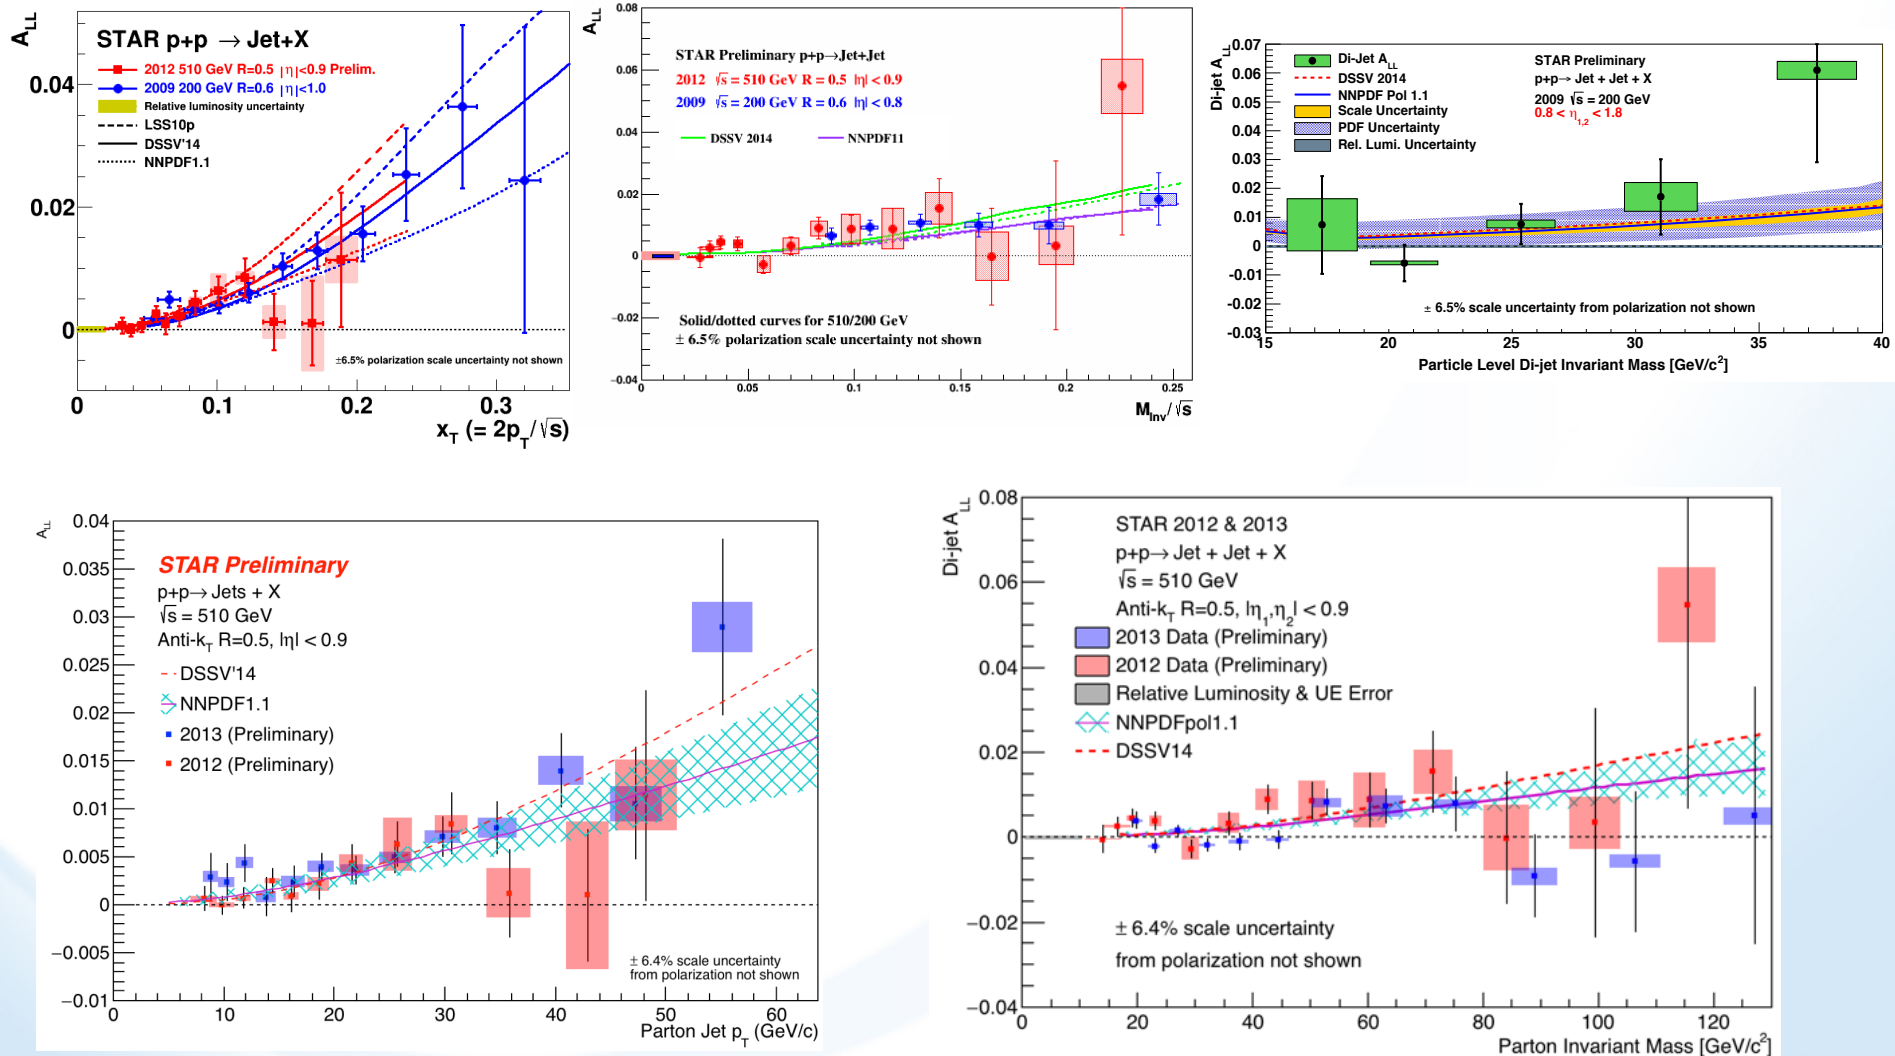 A_LL
STAR p+p → Jet+X
2012 510 GeV R=0.5 |η|<0.9 Prelim.
2009 200 GeV R=0.6 |η|<1.0
Relative luminosity uncertainty
LSS10p
DSSV'14
NNPDF1.1
0.04
0.02
0
±6.5% polarization scale uncertainty not shown
0 0.1 0.2 0.3
x_T (= 2p_T/√s)
A_LL
0.08
0.06
0.04
0.02
0
−0.02
−0.04
STAR Preliminary p+p→Jet+Jet
2012 √s = 510 GeV R = 0.5 |η| < 0.9
2009 √s = 200 GeV R = 0.6 |η| < 0.8
DSSV 2014 NNPDF11
Solid/dotted curves for 510/200 GeV
± 6.5% polarization scale uncertainty not shown
0 0.05 0.1 0.15 0.2 0.25
M_Inv/√s
Di-jet A_LL
0.07
0.06
0.05
0.04
0.03
0.02
0.01
0
-0.01
-0.02
-0.03
Di-Jet A_LL
DSSV 2014
NNPDF Pol 1.1
Scale Uncertainty
PDF Uncertainty
Rel. Lumi. Uncertainty
STAR Preliminary
p+p→ Jet + Jet + X
2009 √s = 200 GeV
0.8 < η_1,2 < 1.8
± 6.5% scale uncertainty from polarization not shown
15 20 25 30 35 40
Particle Level Di-jet Invariant Mass [GeV/c²]
A_LL
0.04
0.035
0.03
0.025
0.02
0.015
0.01
0.005
0
−0.005
−0.01
STAR Preliminary
p+p→ Jets + X
√s = 510 GeV
Anti-k_T R=0.5, |η| < 0.9
DSSV'14
NNPDF1.1
2013 (Preliminary)
2012 (Preliminary)
± 6.4% scale uncertainty
from polarization not shown
0 10 20 30 40 50 60
Parton Jet p_T (GeV/c)
Di-jet A_LL
0.08
0.06
0.04
0.02
0
−0.02
−0.04
STAR 2012 & 2013
p+p→ Jet + Jet + X
√s = 510 GeV
Anti-k_T R=0.5, |η_1,η_2| < 0.9
2013 Data (Preliminary)
2012 Data (Preliminary)
Relative Luminosity & UE Error
NNPDFpol1.1
DSSV14
± 6.4% scale uncertainty
from polarization not shown
0 20 40 60 80 100 120
Parton Invariant Mass [GeV/c²]